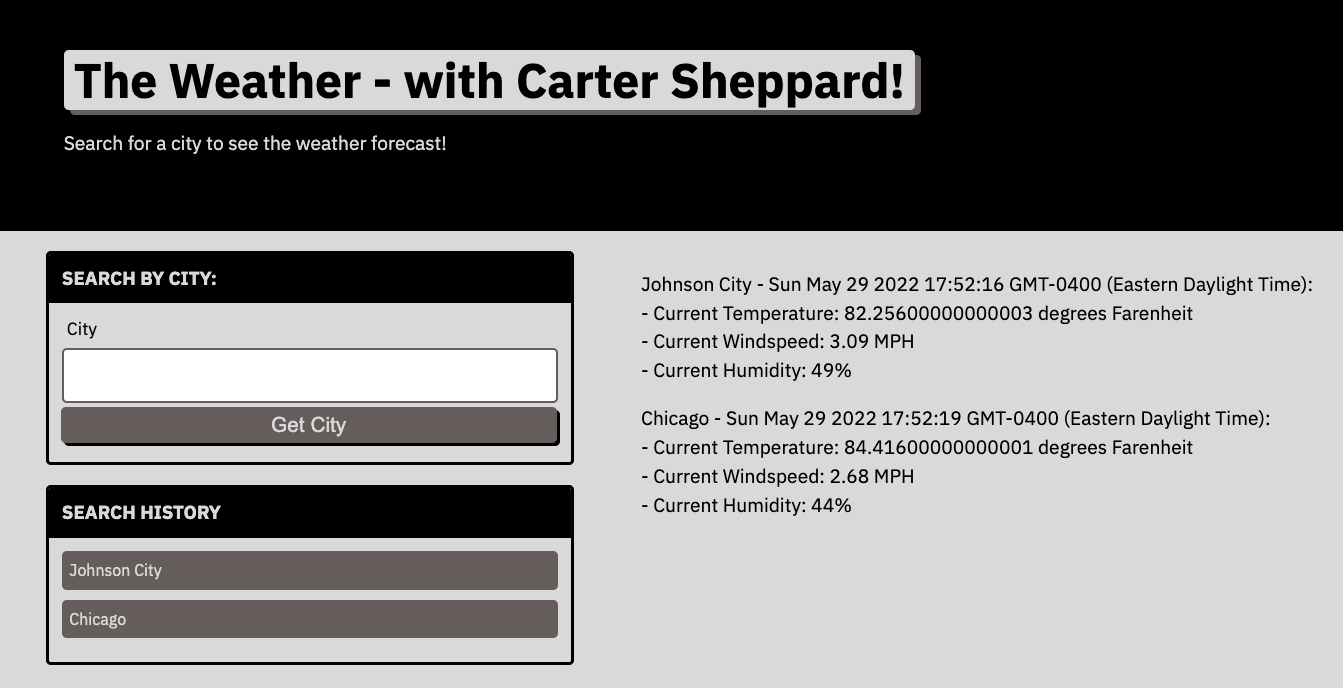 The Weather - with Carter Sheppard!
Search for a city to see the weather forecast!
SEARCH BY CITY:
City
Get City
SEARCH HISTORY
Johnson City
Chicago
Johnson City - Sun May 29 2022 17:52:16 GMT-0400 (Eastern Daylight Time):
- Current Temperature: 82.25600000000003 degrees Farenheit
- Current Windspeed: 3.09 MPH
- Current Humidity: 49%
Chicago - Sun May 29 2022 17:52:19 GMT-0400 (Eastern Daylight Time):
- Current Temperature: 84.41600000000001 degrees Farenheit
- Current Windspeed: 2.68 MPH
- Current Humidity: 44%